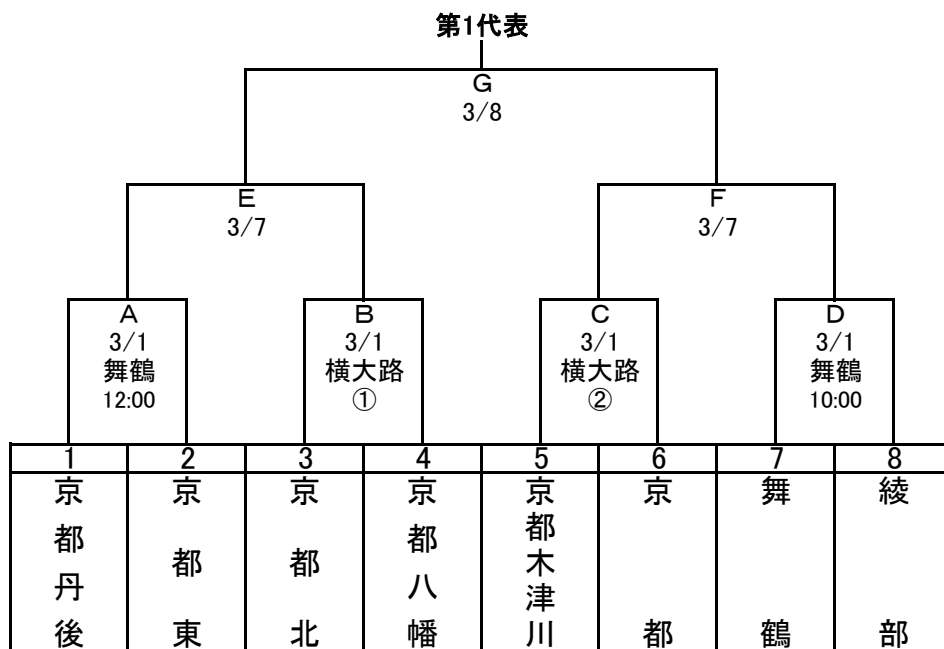 第1代表
G
3/8
E
3/7
F
3/7
A
3/1
舞鶴
12:00
B
3/1
横大路
①
C
3/1
横大路
②
D
3/1
舞鶴
10:00
1
2
3
4
5
6
7
8
京都丹後
京都東
京都北
京都八幡
京都木津川
京都
舞鶴
綾部